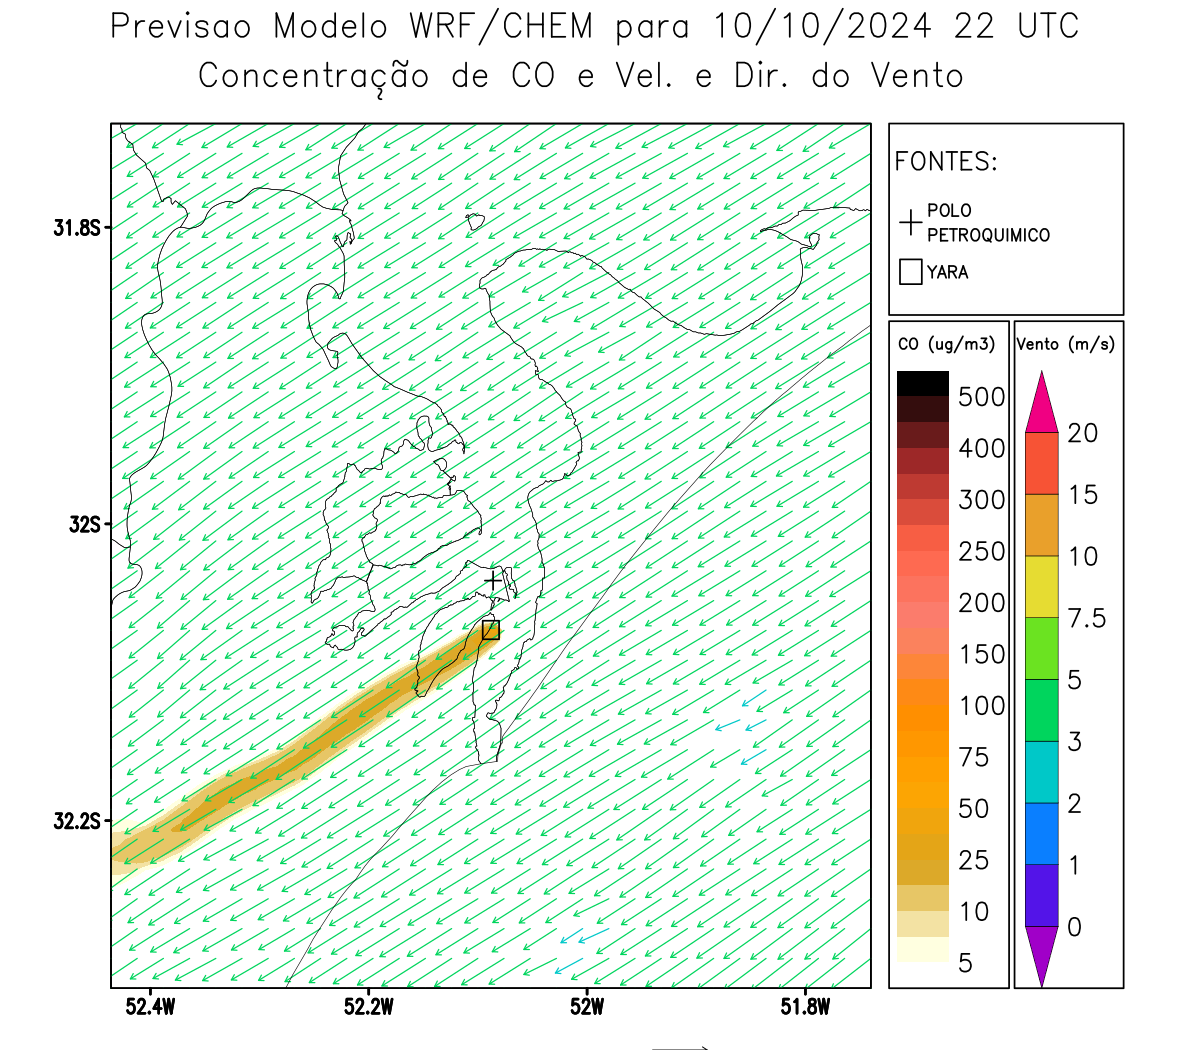 Previsao Modelo WRF/CHEM para 10/10/2024 22 UTC
Concentração de CO e Vel. e Dir. do Vento
FONTES:
POLO
PETROQUIMICO
YARA
CO (ug/m3)
500
400
300
250
200
150
100
75
50
25
10
5
Vento (m/s)
20
15
10
7.5
5
3
2
1
0
31.8S
32S
32.2S
52.4W
52.2W
52W
51.8W